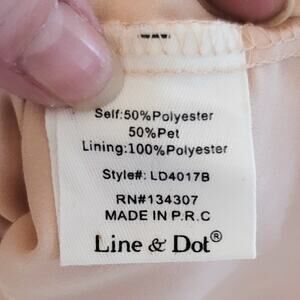 Self:50%Polyester
50%Pet
Lining:100%Polyester
Style#: LD4017B
RN#134307
MADE IN P.R.C
Line & Dot®